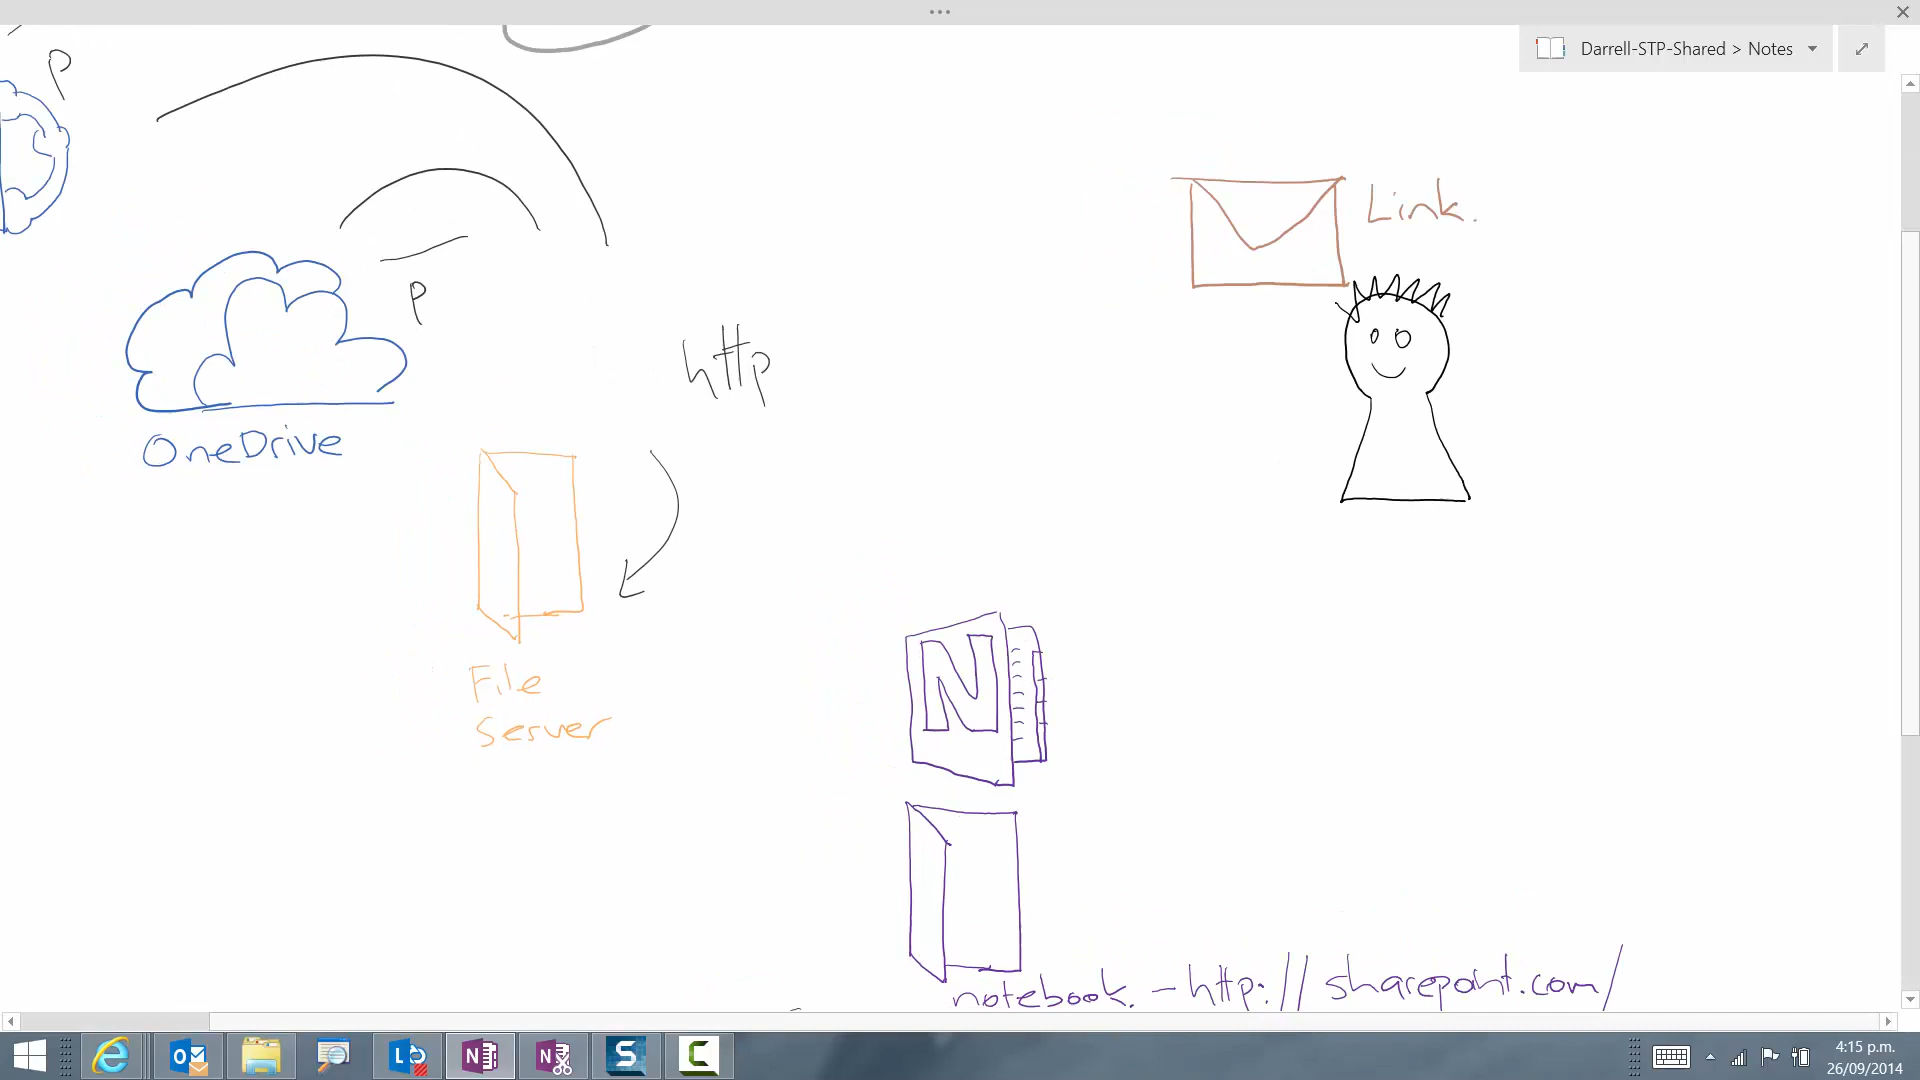 Darrell-STP-Shared > Notes
P
Link.
P
http
OneDrive
File
Server
N
notebook. - http://sharepoint.com/
4:15 p.m.
26/09/2014